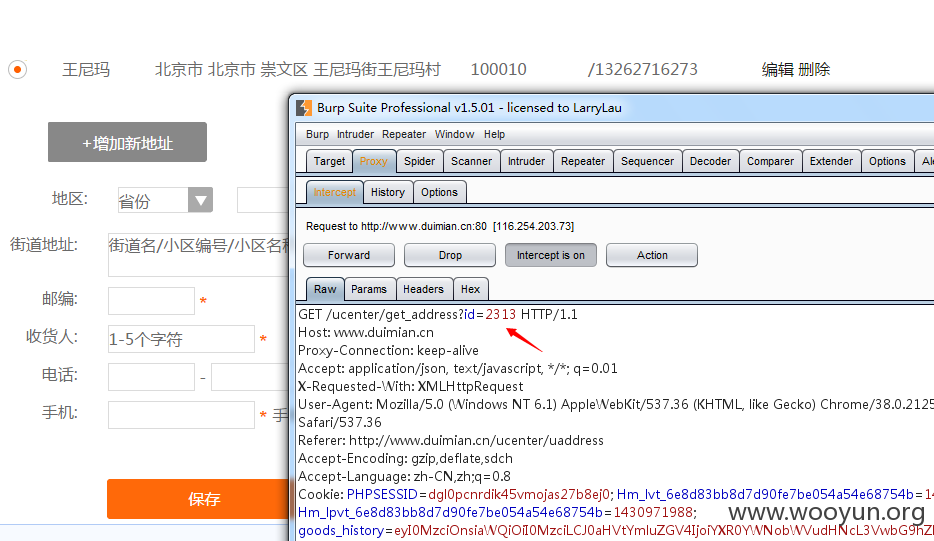 王尼玛 北京市 北京市 崇文区 王尼玛街王尼玛村 100010 /13262716273 编辑 删除
+增加新地址
地区: 省份
街道地址: 街道名/小区编号/小区名称
邮编: *
收货人: 1-5个字符 *
电话: -
手机: * 手
保存
Burp Suite Professional v1.5.01 - licensed to LarryLau
Burp Intruder Repeater Window Help
Target Proxy Spider Scanner Intruder Repeater Sequencer Decoder Comparer Extender Options
Intercept History Options
Request to http://www.duimian.cn:80 [116.254.203.73]
Forward Drop Intercept is on Action
Raw Params Headers Hex
GET /ucenter/get_address?id=2313 HTTP/1.1
Host: www.duimian.cn
Proxy-Connection: keep-alive
Accept: application/json, text/javascript, */*; q=0.01
X-Requested-With: XMLHttpRequest
User-Agent: Mozilla/5.0 (Windows NT 6.1) AppleWebKit/537.36 (KHTML, like Gecko) Chrome/38.0.2125
Safari/537.36
Referer: http://www.duimian.cn/ucenter/uaddress
Accept-Encoding: gzip,deflate,sdch
Accept-Language: zh-CN,zh;q=0.8
Cookie: PHPSESSID=dgl0pcnrdik45vmojas27b8ej0; Hm_lvt_6e8d83bb8d7d90fe7be054a54e68754b=14
Hm_lpvt_6e8d83bb8d7d90fe7be054a54e68754b=1430971988;
www.wooyun.org
goods_history=eyI0MzciOnsiaWQiOiI0MzciLCJ0aHVtYmluZGV4IjoiYXR0YWNobWVudHNcL3VwbG9hZ